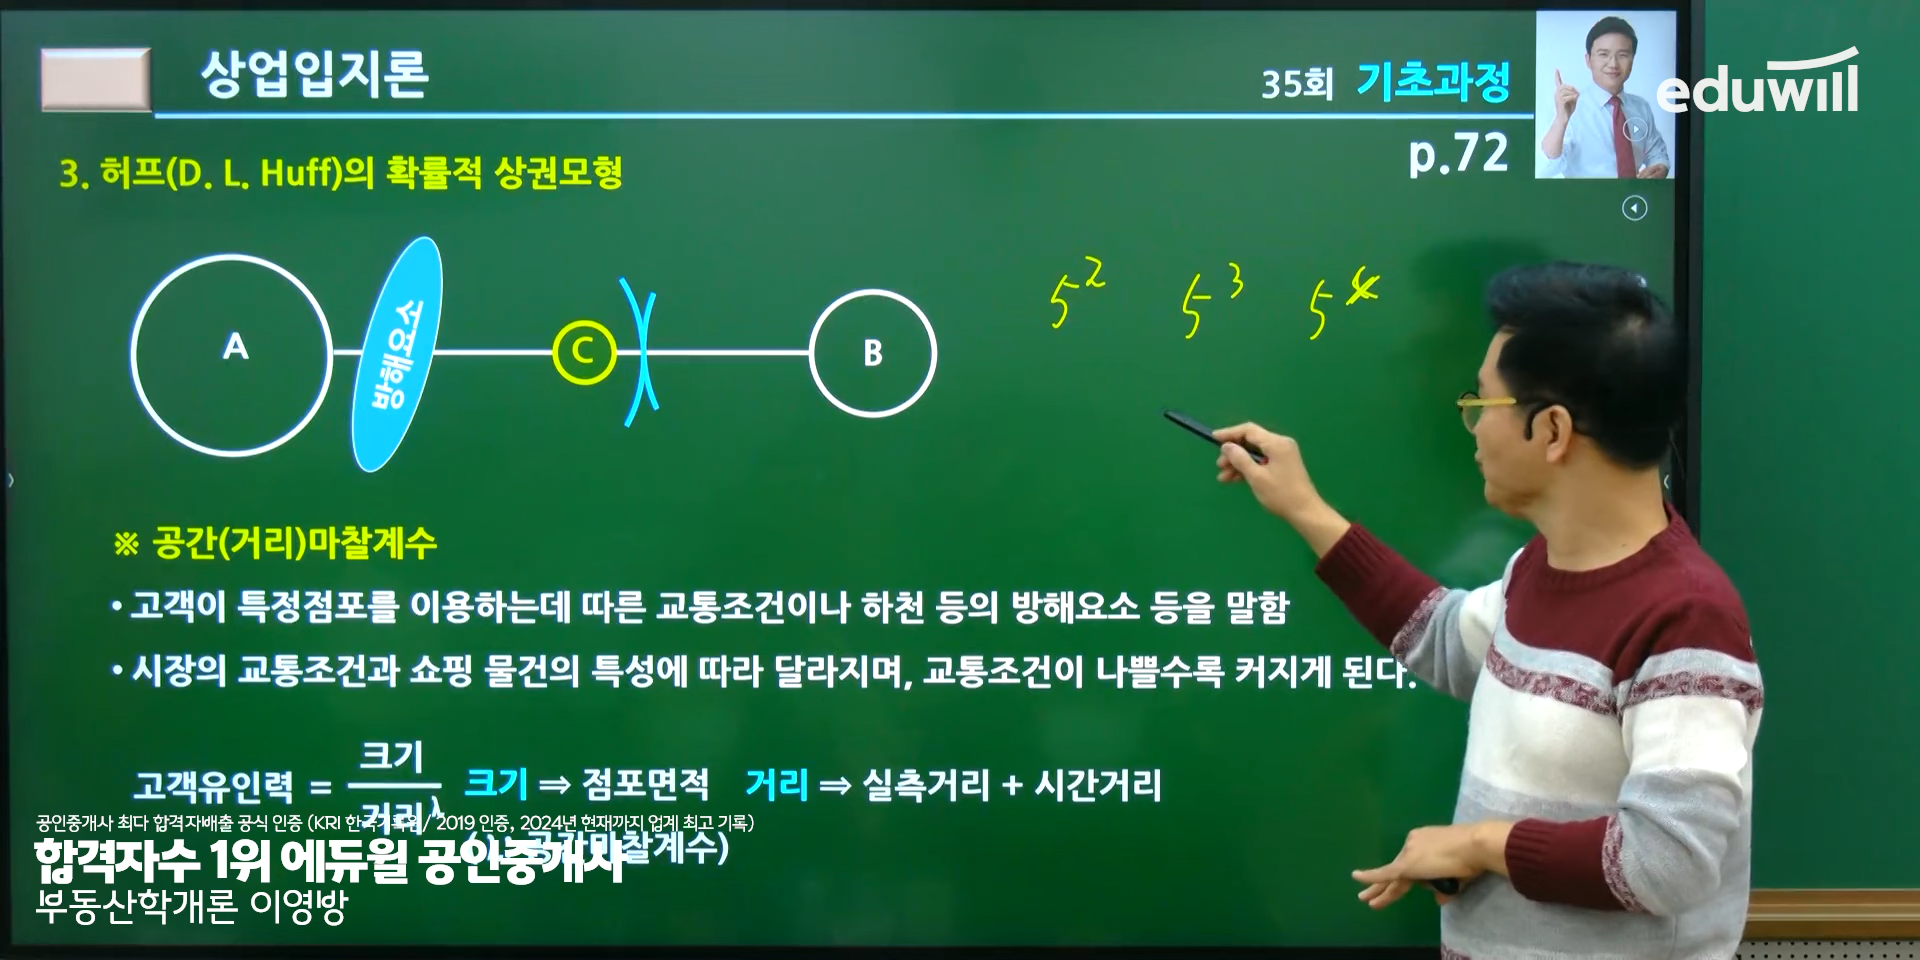 상업입지론
35회 기초과정
eduwill
p.72
3. 허프(D. L. Huff)의 확률적 상권모형
A
방해요소
C
B
5² 5³ 5
※ 공간(거리)마찰계수
• 고객이 특정점포를 이용하는데 따른 교통조건이나 하천 등의 방해요소 등을 말함
• 시장의 교통조건과 쇼핑 물건의 특성에 따라 달라지며, 교통조건이 나쁠수록 커지게 된다.
크기
고객유인력 = 크기 ⇒ 점포면적 거리 ⇒ 실측거리 + 시간거리
거리λ
공인중개사 최다 합격자배출 공식 인증 (KRI 한국기록원/ 2019 인증, 2024년 현재까지 업계 최고 기록)
(λ: 공간마찰계수)
합격자수 1위 에듀윌 공인중개사
부동산학개론 이영방